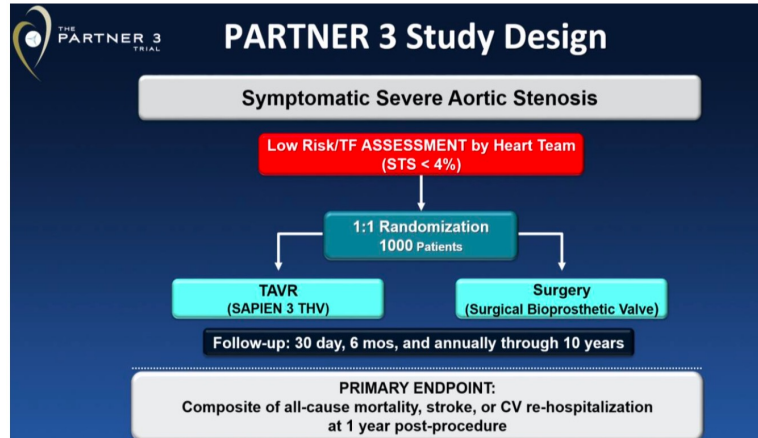 THE
PARTNER 3
TRIAL
PARTNER 3 Study Design
Symptomatic Severe Aortic Stenosis
Low Risk/TF ASSESSMENT by Heart Team
(STS < 4%)
1:1 Randomization
1000 Patients
TAVR
(SAPIEN 3 THV)
Surgery
(Surgical Bioprosthetic Valve)
Follow-up: 30 day, 6 mos, and annually through 10 years
PRIMARY ENDPOINT:
Composite of all-cause mortality, stroke, or CV re-hospitalization
at 1 year post-procedure